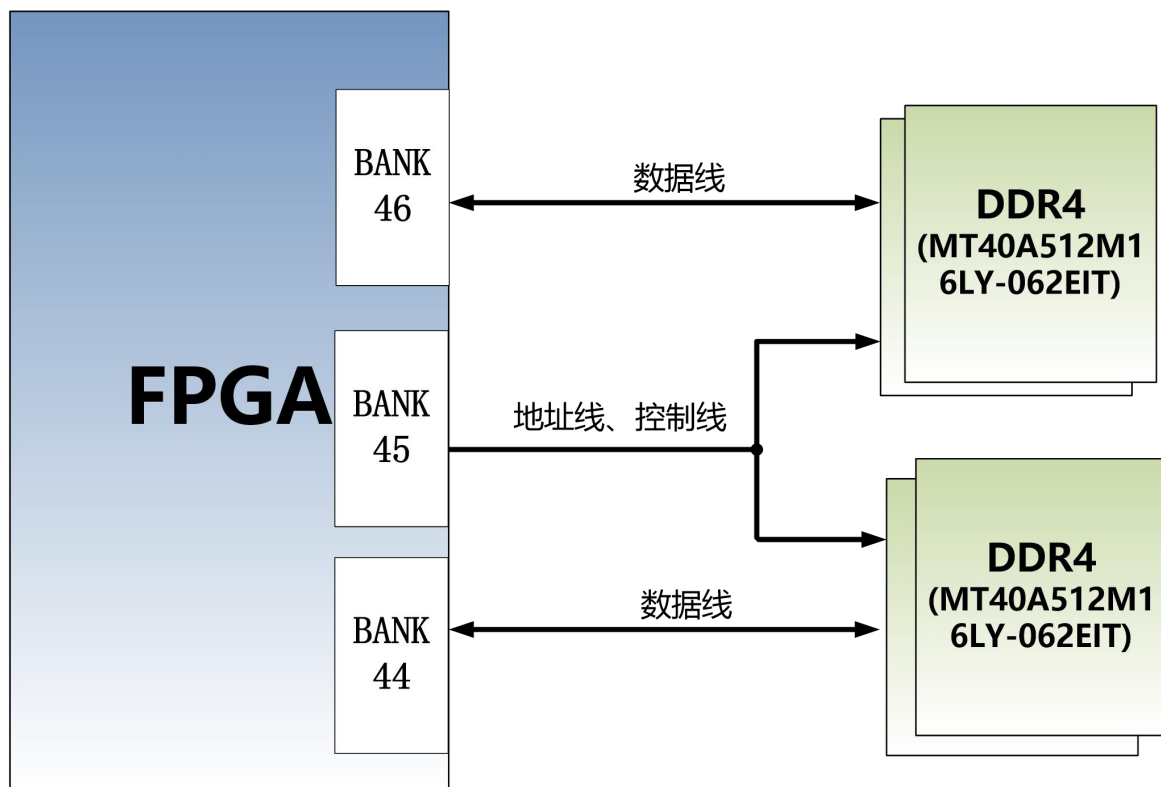 FPGA
BANK
46
数据线
DDR4
(MT40A512M1
6LY-062EIT)
BANK
45
地址线、控制线
BANK
44
数据线
DDR4
(MT40A512M1
6LY-062EIT)